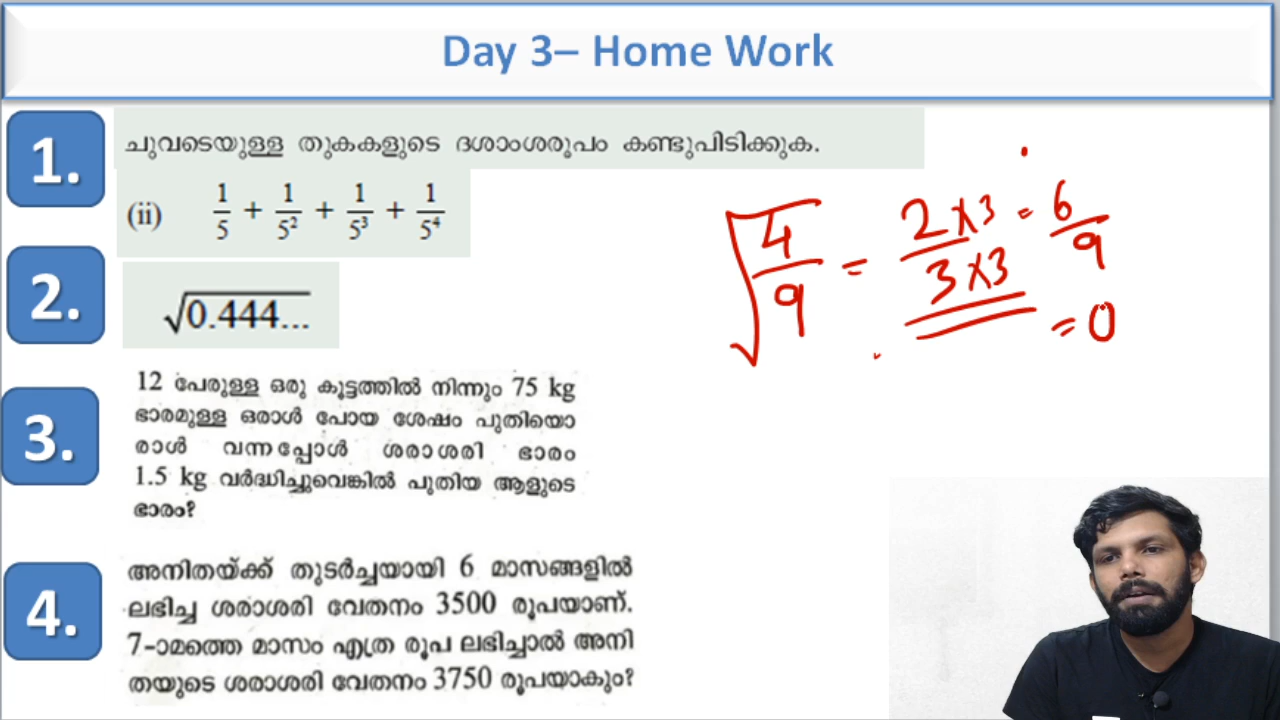 Day 3– Home Work
1.
ചുവടെയുള്ള തുകകളുടെ ദശാംശരൂപം കണ്ടുപിടിക്കുക.
(ii) 1/5 + 1/5² + 1/5³ + 1/5⁴
2.
√0.444...
√4/9 = 2×3/3×3 = 6/9
= 0
3.
12 പേരുള്ള ഒരു കൂട്ടത്തിൽ നിന്നും 75 kg
ഭാരമുള്ള ഒരാൾ പോയ ശേഷം പുതിയൊ
രാൾ വന്നപ്പോൾ ശരാശരി ഭാരം
1.5 kg വർദ്ധിച്ചുവെങ്കിൽ പുതിയ ആളുടെ
ഭാരം?
4.
അനിതയ്ക്ക് തുടർച്ചയായി 6 മാസങ്ങളിൽ
ലഭിച്ച ശരാശരി വേതനം 3500 രൂപയാണ്.
7-ാമത്തെ മാസം എത്ര രൂപ ലഭിച്ചാൽ അനി
തയുടെ ശരാശരി വേതനം 3750 രൂപയാകും?